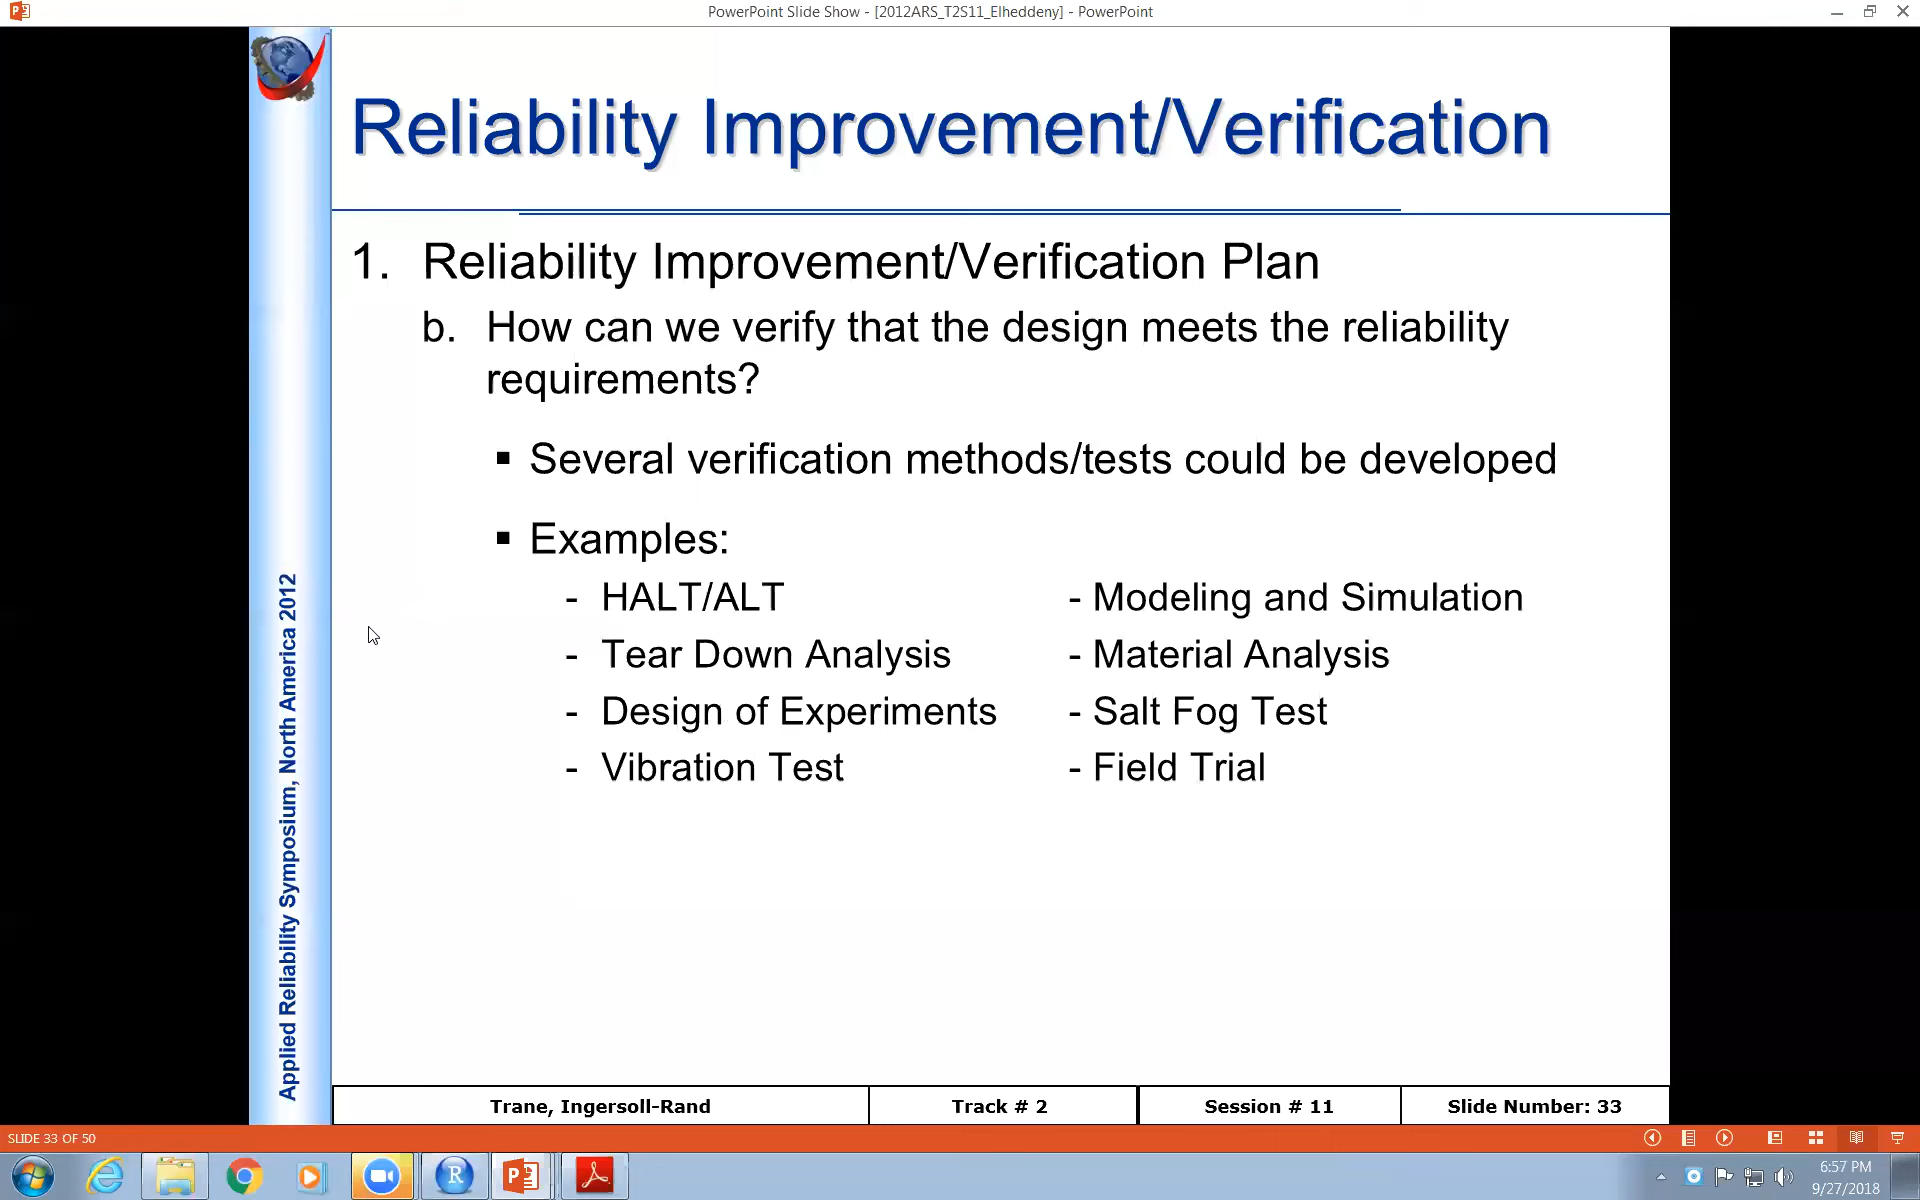 PowerPoint Slide Show - [2012ARS_T2S11_Elheddeny] - PowerPoint
Reliability Improvement/Verification
1. Reliability Improvement/Verification Plan
b. How can we verify that the design meets the reliability
requirements?
▪ Several verification methods/tests could be developed
▪ Examples:
- HALT/ALT
- Tear Down Analysis
- Design of Experiments
- Vibration Test
- Modeling and Simulation
- Material Analysis
- Salt Fog Test
- Field Trial
Applied Reliability Symposium, North America 2012
Trane, Ingersoll-Rand
Track # 2
Session # 11
Slide Number: 33
SLIDE 33 OF 50
6:57 PM
9/27/2018